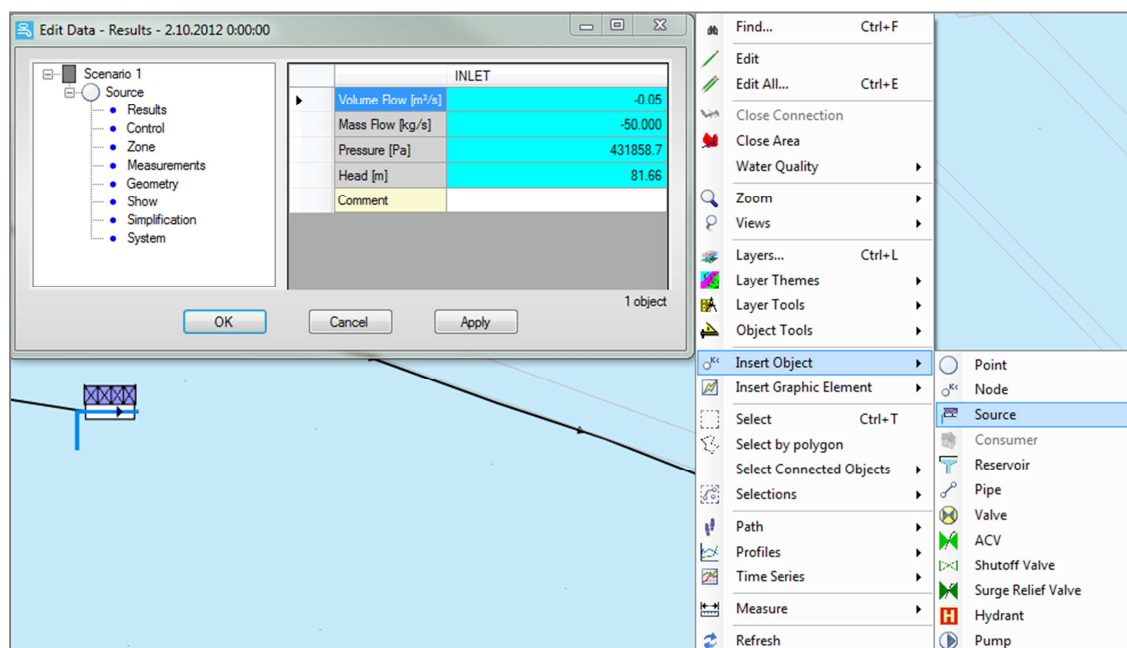 Edit Data - Results - 2.10.2012 0:00:00
Scenario 1
Source
Results
Control
Zone
Measurements
Geometry
Show
Simplification
System
INLET
Volume Flow [m³/s] -0.05
Mass Flow [kg/s] -50.000
Pressure [Pa] 431858.7
Head [m] 81.66
Comment
1 object
OK Cancel Apply
Find... Ctrl+F
Edit
Edit All... Ctrl+E
Close Connection
Close Area
Water Quality
Zoom
Views
Layers... Ctrl+L
Layer Themes
Layer Tools
Object Tools
Insert Object
Insert Graphic Element
Select Ctrl+T
Select by polygon
Select Connected Objects
Selections
Path
Profiles
Time Series
Measure
Refresh
Point
Node
Source
Consumer
Reservoir
Pipe
Valve
ACV
Shutoff Valve
Surge Relief Valve
H Hydrant
Pump